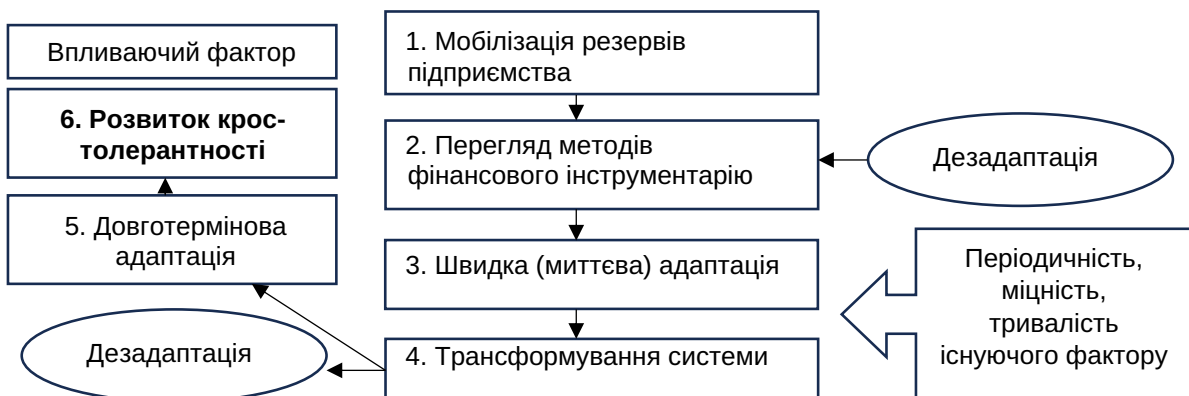 Впливаючий фактор
6. Розвиток крос-
толерантності
5. Довготермінова
адаптація
Дезадаптація
1. Мобілізація резервів
підприємства
2. Перегляд методів
фінансового інструментарію
3. Швидка (миттєва) адаптація
4. Трансформування системи
Дезадаптація
Періодичність,
міцність,
тривалість
існуючого фактору